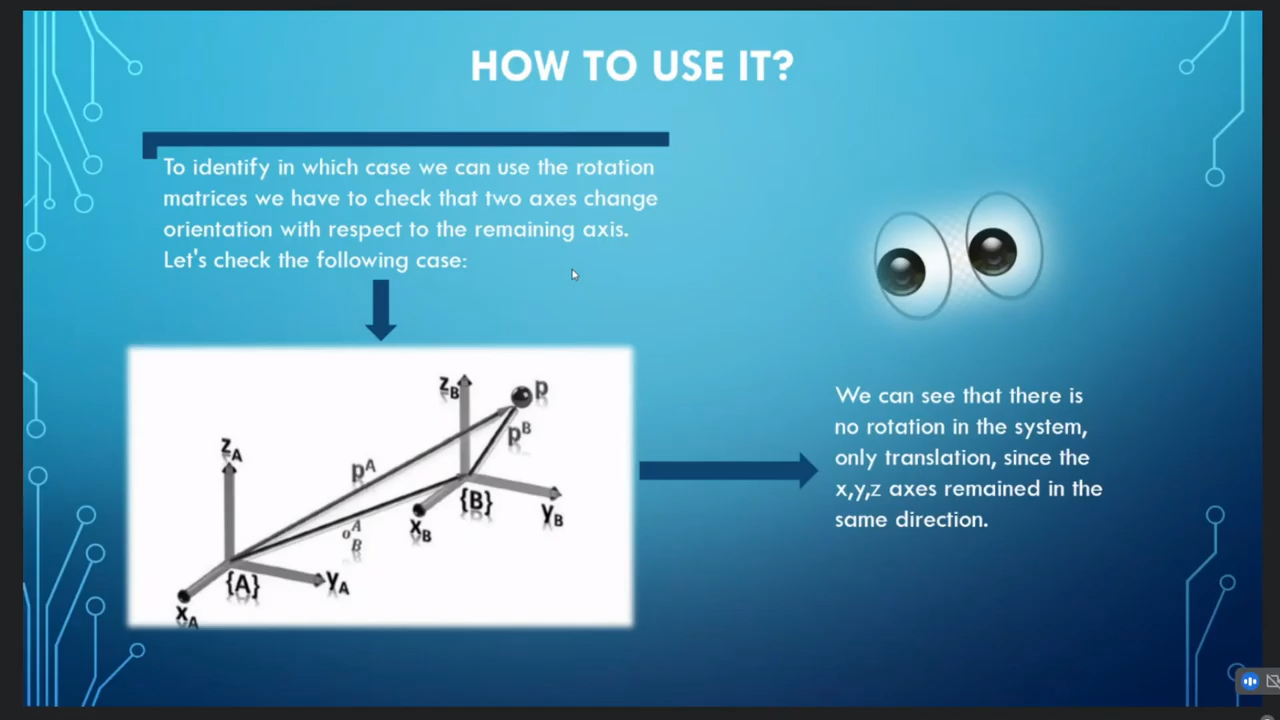 HOW TO USE IT?
To identify in which case we can use the rotation
matrices we have to check that two axes change
orientation with respect to the remaining axis.
Let's check the following case:
z_B
p
p^B
z_A
p^A
{B}
y_B
x_B
o_B^A
{A}
y_A
x_A
We can see that there is
no rotation in the system,
only translation, since the
x,y,z axes remained in the
same direction.